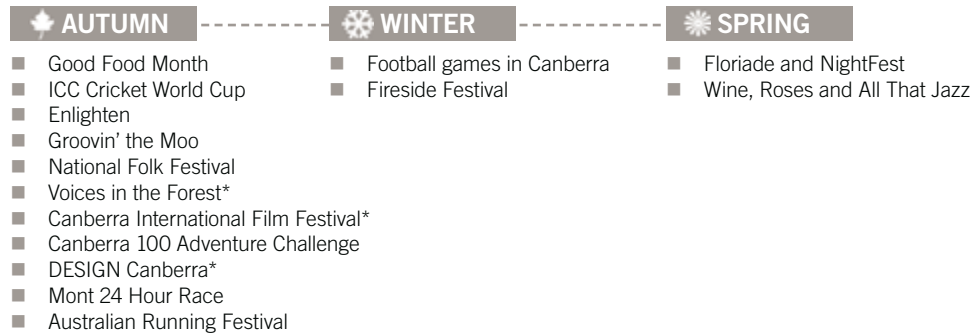 AUTUMN
Good Food Month
ICC Cricket World Cup
Enlighten
Groovin’ the Moo
National Folk Festival
Voices in the Forest*
Canberra International Film Festival*
Canberra 100 Adventure Challenge
DESIGN Canberra*
Mont 24 Hour Race
Australian Running Festival
WINTER
Football games in Canberra
Fireside Festival
SPRING
Floriade and NightFest
Wine, Roses and All That Jazz